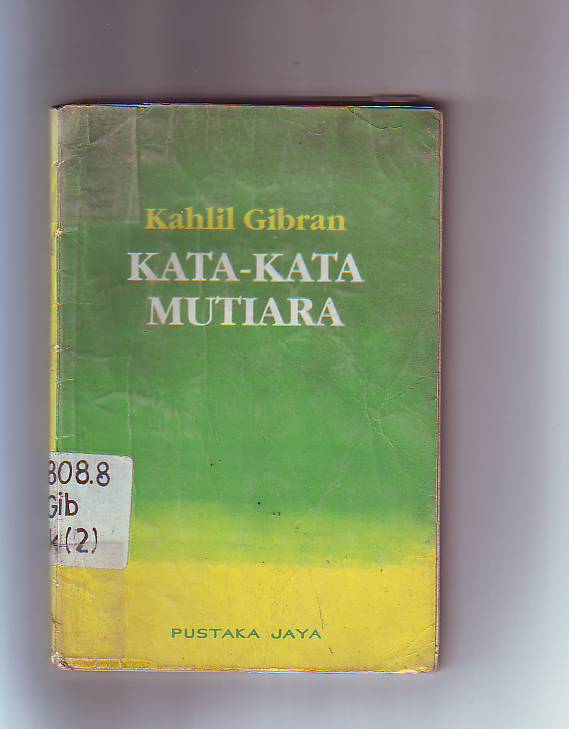 Kahlil Gibran
KATA-KATA
MUTIARA
808.8
Gib
(2)
PUSTAKA JAYA